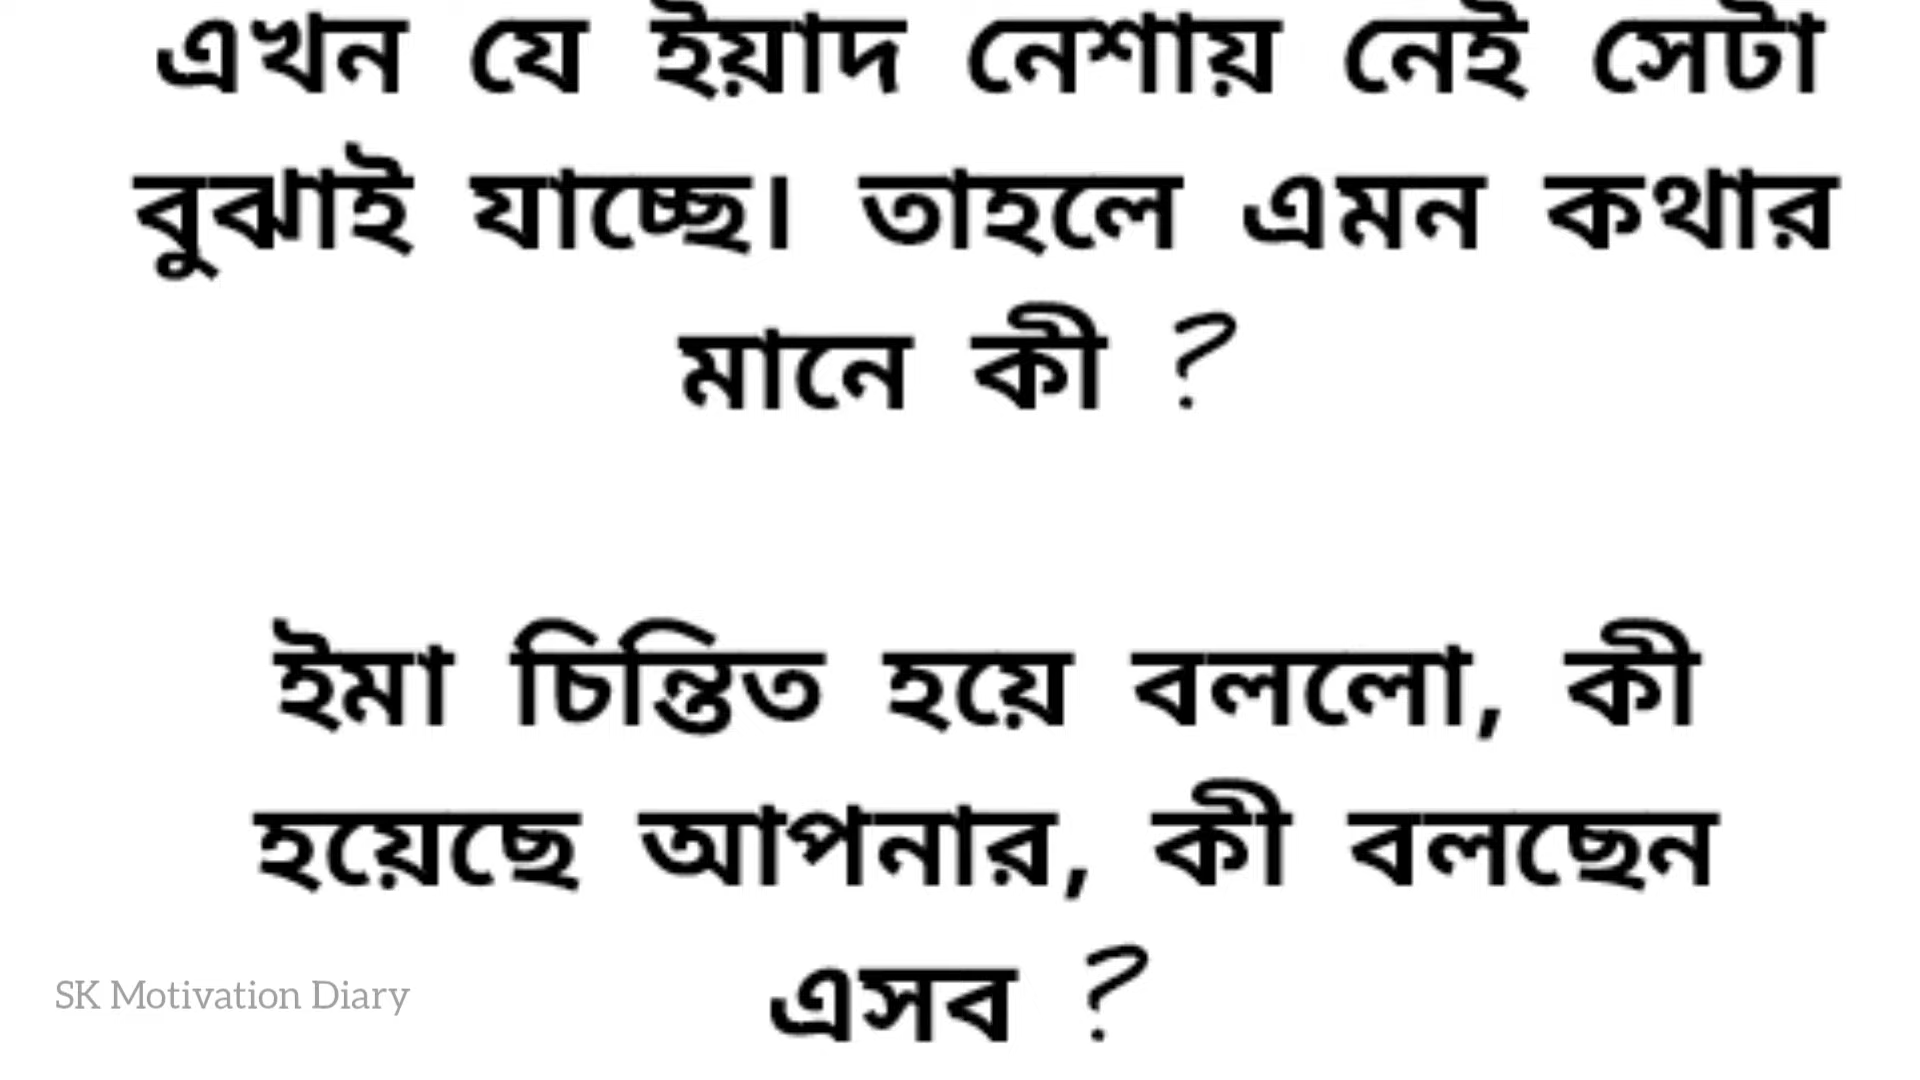 এখন যে ইয়াদ নেশায় নেই সেটা
বুঝাই যাচ্ছে। তাহলে এমন কথার
মানে কী ?
ইমা চিন্তিত হয়ে বললো, কী
হয়েছে আপনার, কী বলছেন
এসব ?
SK Motivation Diary